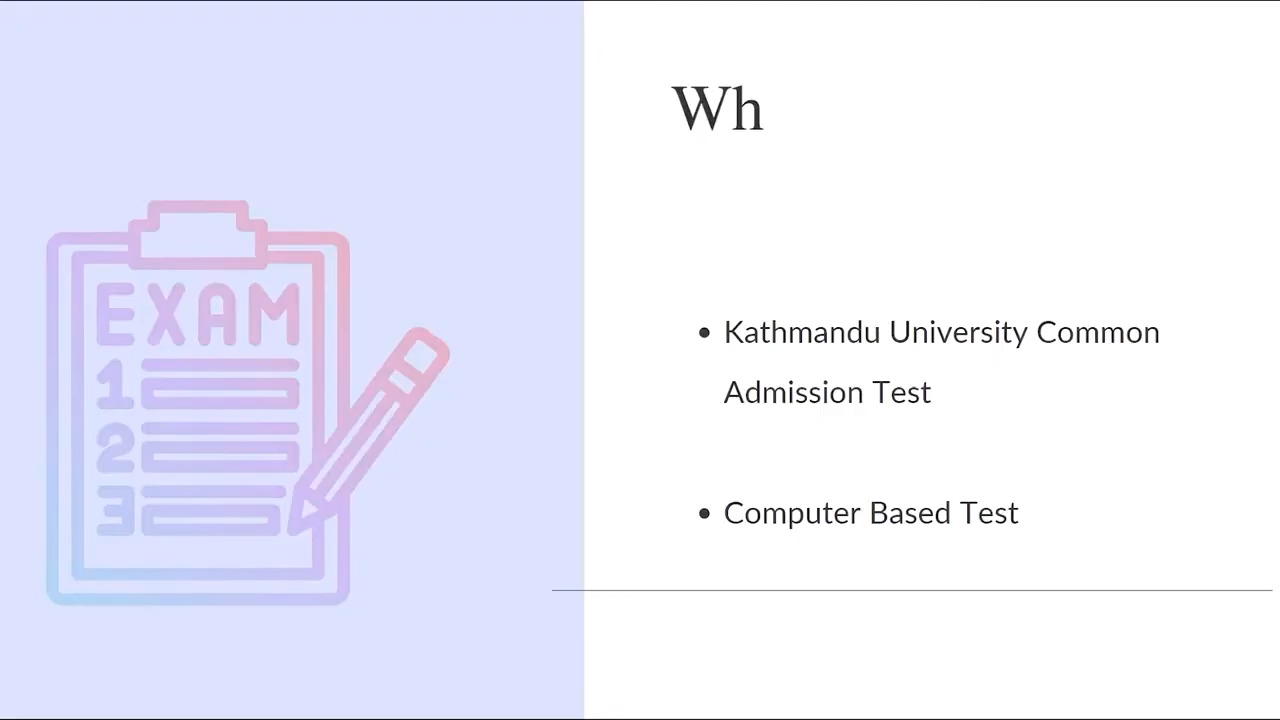 Wh
EXAM
1
2
3
• Kathmandu University Common
Admission Test
• Computer Based Test